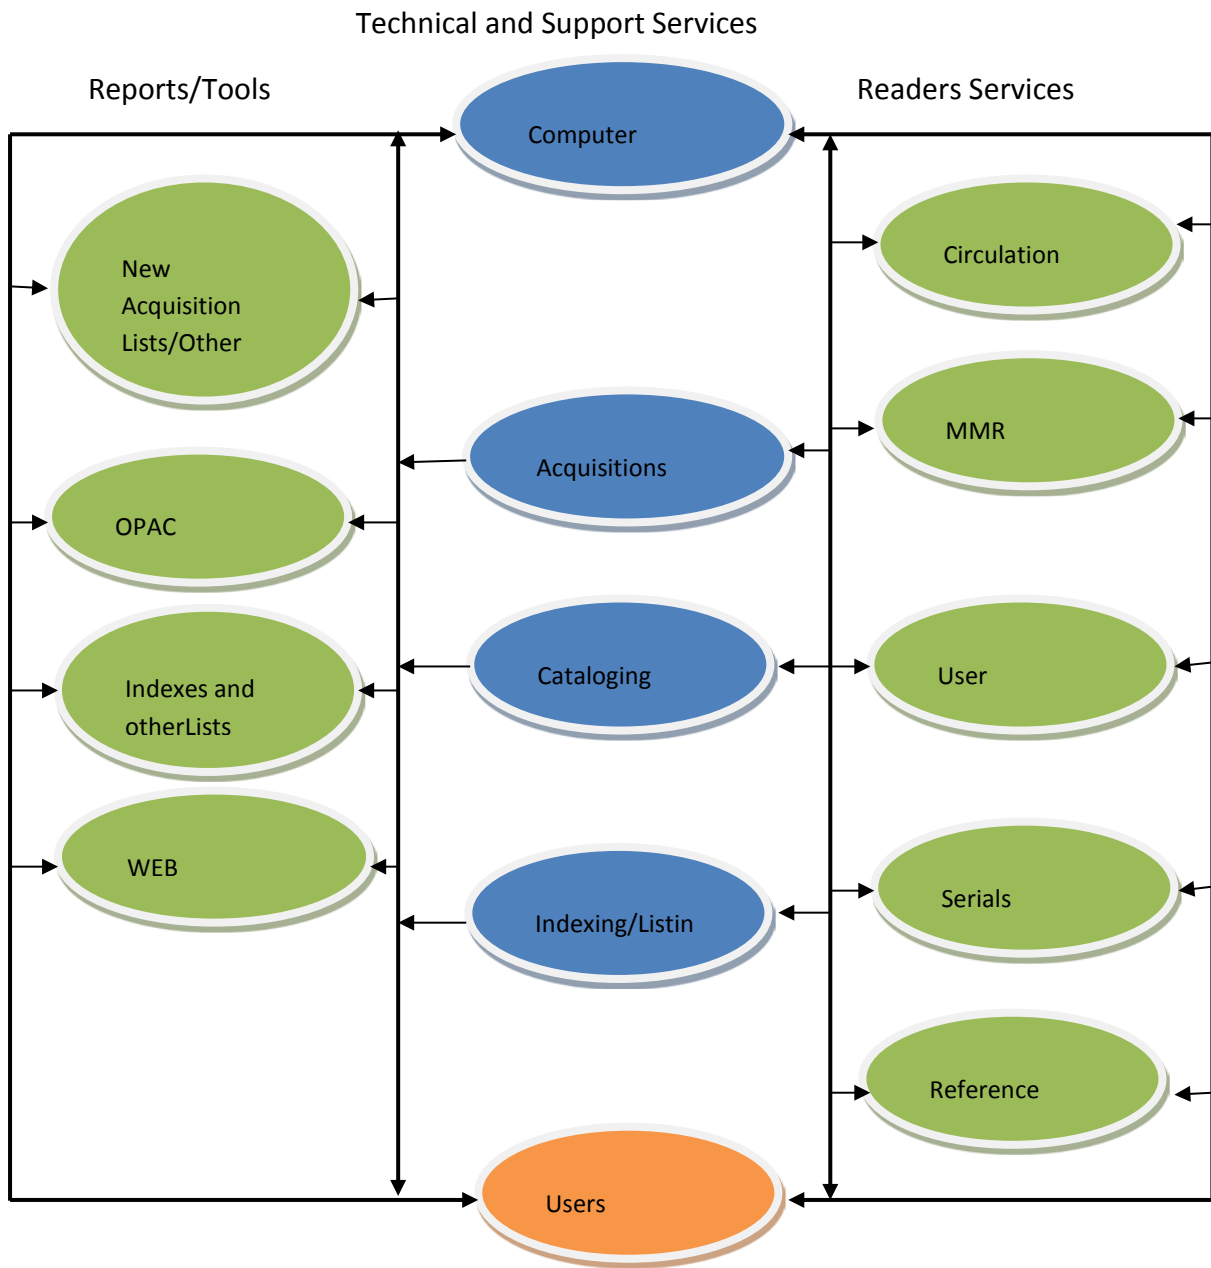 Technical and Support Services
Reports/Tools
Readers Services
Computer
New
Acquisition
Lists/Other
Circulation
MMR
Acquisitions
OPAC
Indexes and
otherLists
Cataloging
User
WEB
Indexing/Listin
Serials
Reference
Users